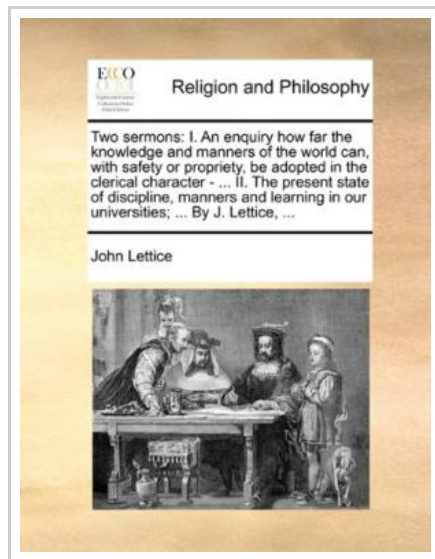 ECCO
Religion and Philosophy
Two sermons: I. An enquiry how far the
knowledge and manners of the world can,
with safety or propriety, be adopted in the
clerical character - ... II. The present state
of discipline, manners and learning in our
universities; ... By J. Lettice, ...
John Lettice